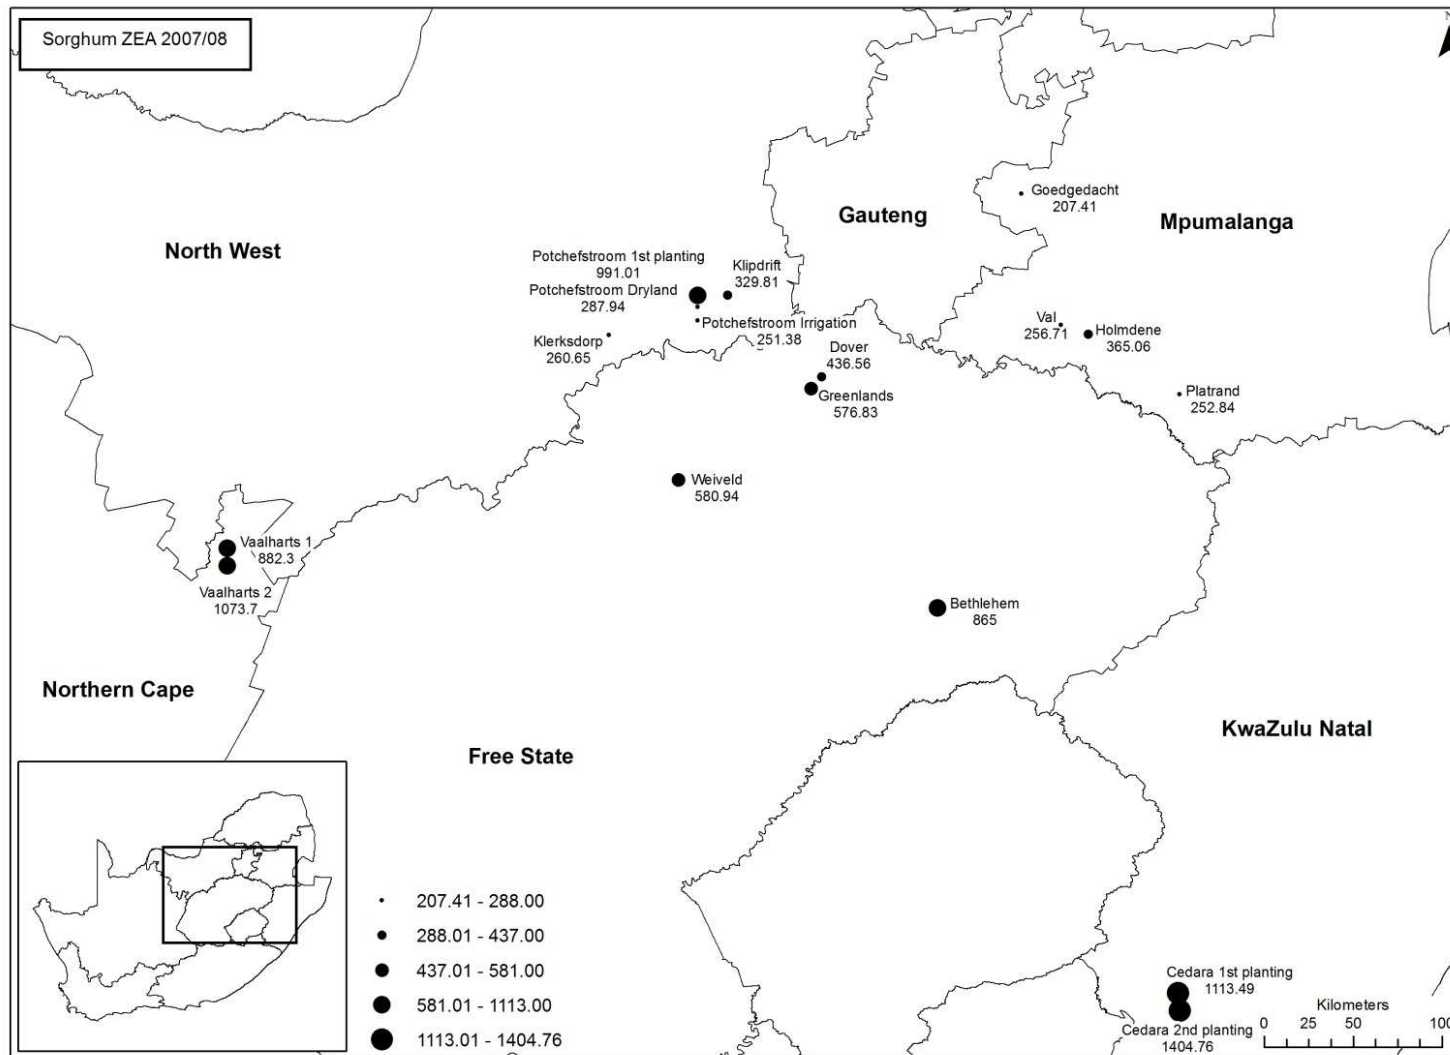 Sorghum ZEA 2007/08
Goedgedacht
207.41
Gauteng
Mpumalanga
North West
Potchefstroom 1st planting
991.01
Klipdrift
329.81
Potchefstroom Dryland
287.94
Potchefstroom Irrigation
251.38
Klerksdorp
260.65
Val
256.71
Holmdene
365.06
Dover
436.56
Greenlands
576.83
Platrand
252.84
Weiveld
580.94
Vaalharts 1
882.3
Vaalharts 2
1073.7
Bethlehem
865
Northern Cape
Free State
KwaZulu Natal
207.41 - 288.00
288.01 - 437.00
437.01 - 581.00
581.01 - 1113.00
1113.01 - 1404.76
Cedara 1st planting
1113.49
Cedara 2nd planting
1404.76
Kilometers
0 25 50 100